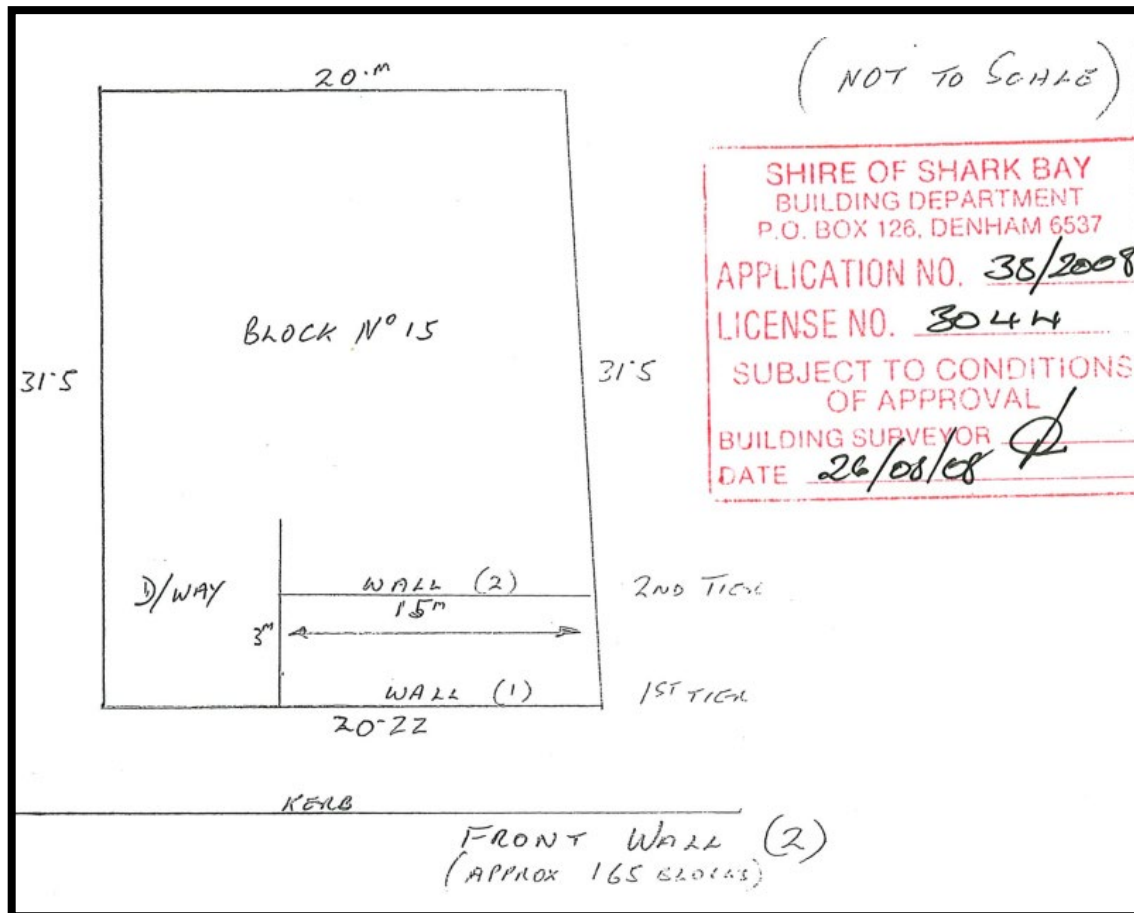 20.m
(NOT TO SCALE)
SHIRE OF SHARK BAY
BUILDING DEPARTMENT
P.O. BOX 126, DENHAM 6537
APPLICATION NO. 38/2008
LICENSE NO. 3044
SUBJECT TO CONDITIONS
OF APPROVAL
BUILDING SURVEYOR
DATE 26/08/08
BLOCK Nº 15
31.5
31.5
D/WAY
WALL (2)
2ND TIER
15m
3m
WALL (1)
1ST TIER
20.22
KERB
FRONT WALL (2)
(APPROX 165 BLOCKS)